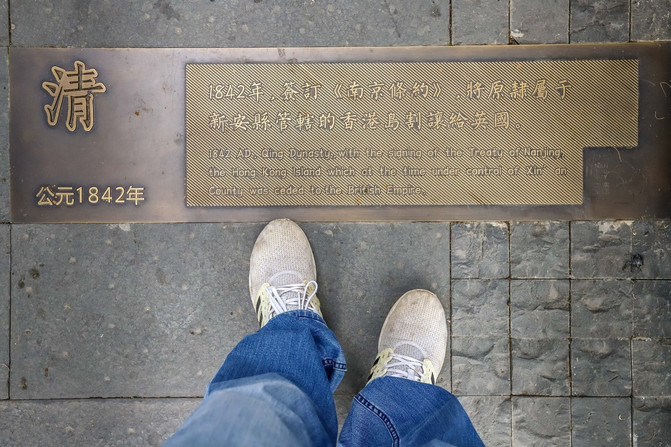 清
公元1842年
1842年，簽訂《南京條約》，將原隸屬于
新安縣管轄的香港島割讓給英國。
1842 AD, Qing Dynasty, with the signing of the Treaty of Nanjing,
the Hong Kong Island which at the time under control of Xin' an
County was ceded to the British Empire.